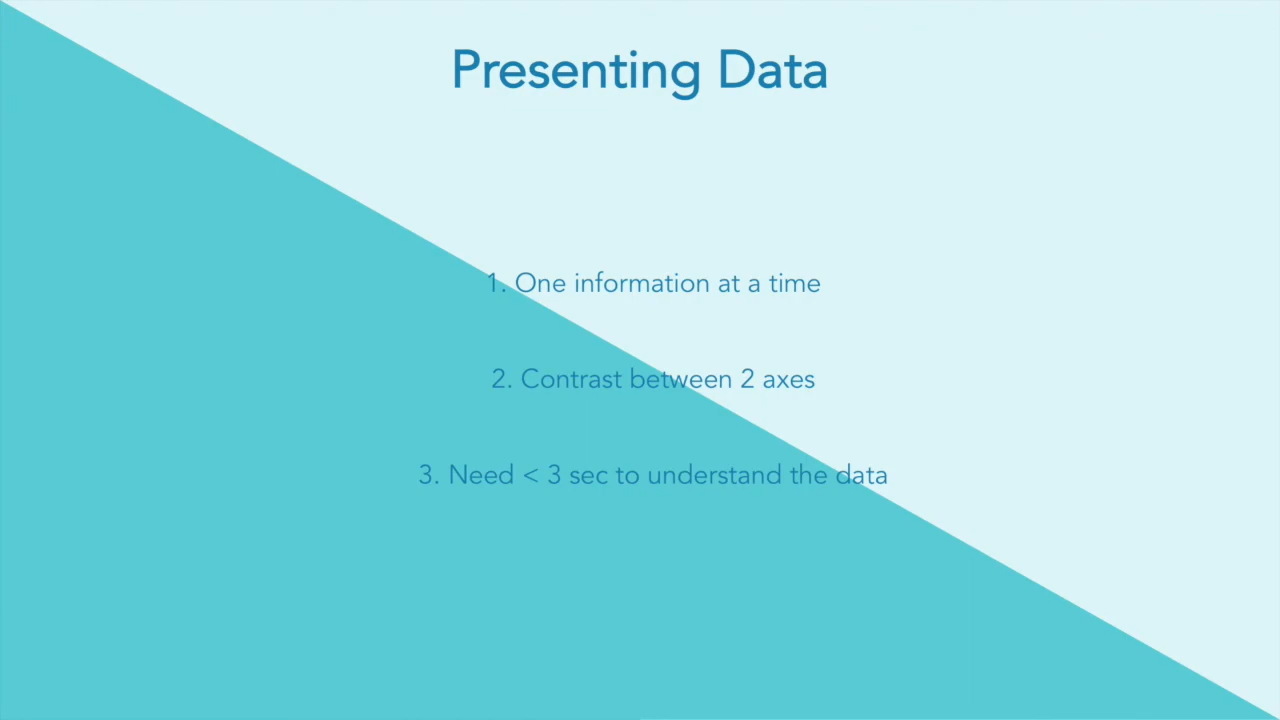 Presenting Data
1. One information at a time
2. Contrast between 2 axes
3. Need < 3 sec to understand the data